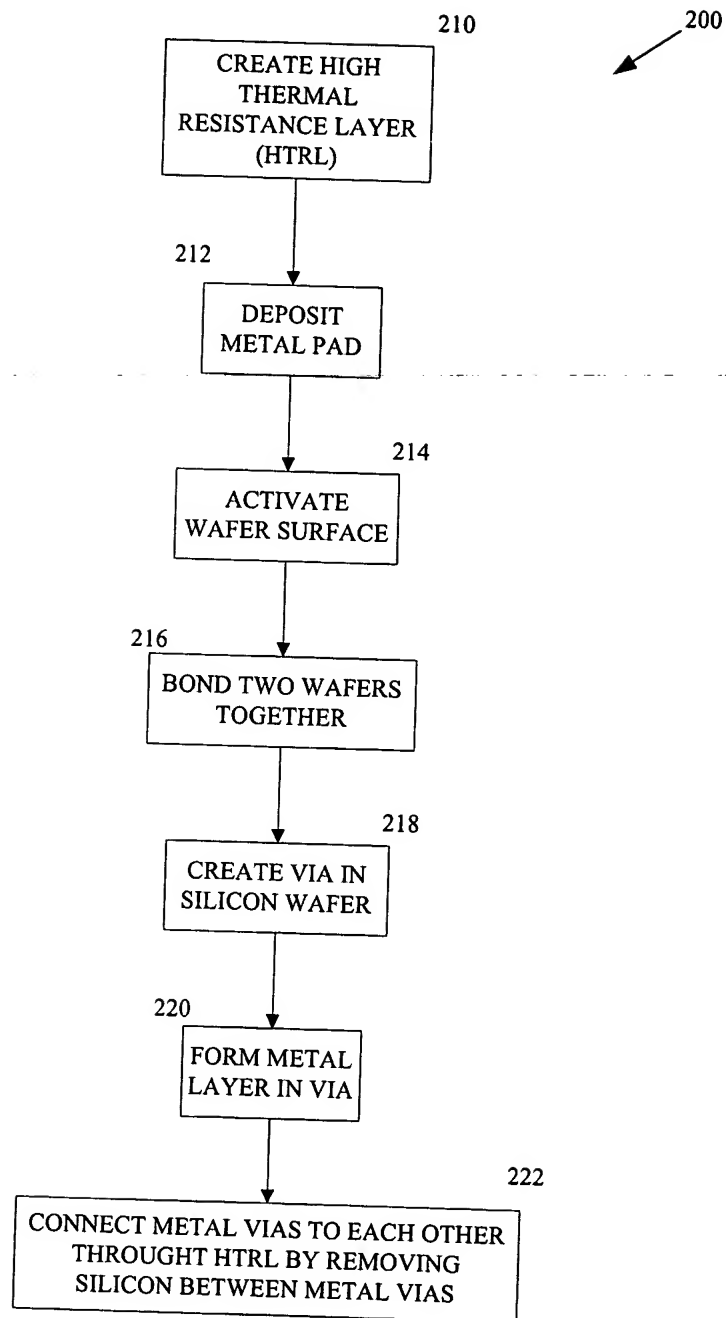 210
200
CREATE HIGH
THERMAL
RESISTANCE LAYER
(HTRL)
212
DEPOSIT
METAL PAD
214
ACTIVATE
WAFER SURFACE
216
BOND TWO WAFERS
TOGETHER
218
CREATE VIA IN
SILICON WAFER
220
FORM METAL
LAYER IN VIA
222
CONNECT METAL VIAS TO EACH OTHER
THROUGHT HTRL BY REMOVING
SILICON BETWEEN METAL VIAS